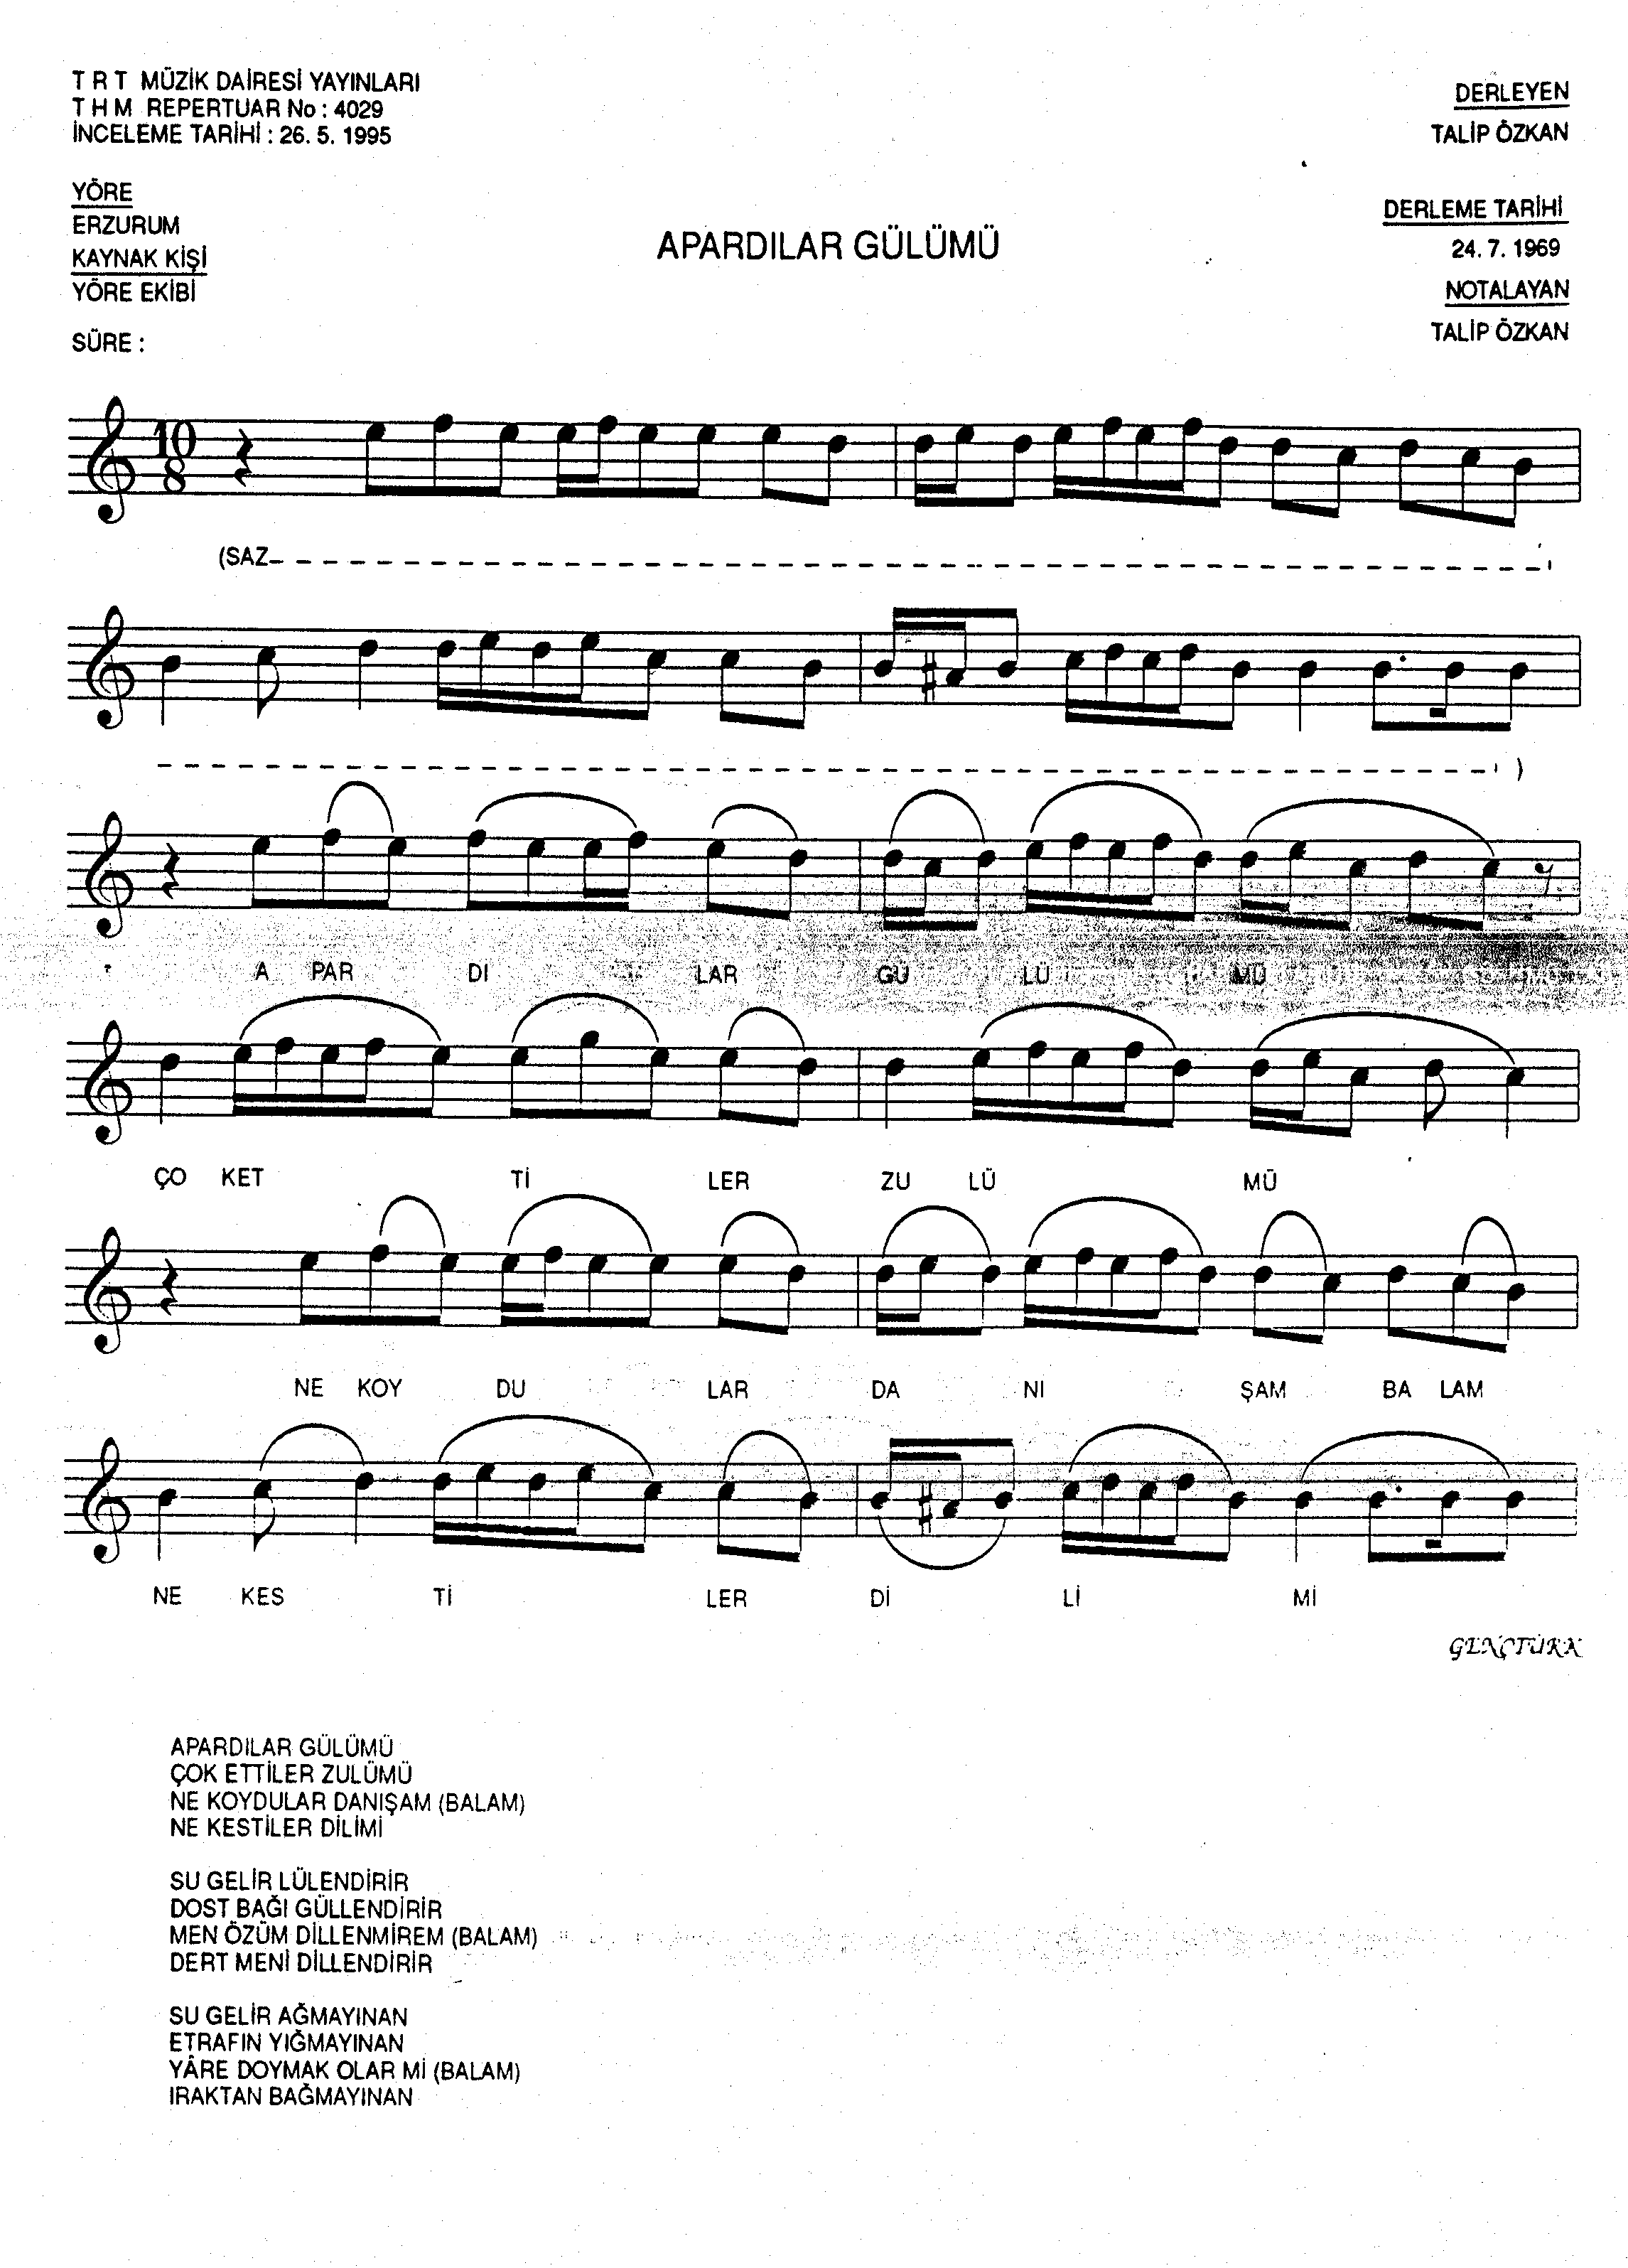 T R T MÜZİK DAİRESİ YAYINLARI
T H M REPERTUAR No : 4029
İNCELEME TARİHİ : 26. 5. 1995
DERLEYEN
TALİP ÖZKAN
YÖRE
ERZURUM
KAYNAK KİŞİ
YÖRE EKİBİ
SÜRE :
APARDILAR GÜLÜMÜ
DERLEME TARİHİ
24. 7. 1969
NOTALAYAN
TALİP ÖZKAN
10
8
(SAZ
)
A PAR DI LAR GÜ LÜ MÜ
ÇO KET Tİ LER ZU LÜ MÜ
NE KOY DU LAR DA NI ŞAM BA LAM
NE KES Tİ LER Dİ Lİ Mİ
GENÇTÜRK
APARDILAR GÜLÜMÜ
ÇOK ETTİLER ZULÜMÜ
NE KOYDULAR DANIŞAM (BALAM)
NE KESTİLER DİLİMİ
SU GELİR LÜLENDİRİR
DOST BAĞI GÜLLENDİRİR
MEN ÖZÜM DİLLENMİREM (BALAM)
DERT MENİ DİLLENDİRİR
SU GELİR AĞMAYINAN
ETRAFIN YIĞMAYINAN
YÂRE DOYMAK OLAR Mİ (BALAM)
IRAKTAN BAĞMAYINAN